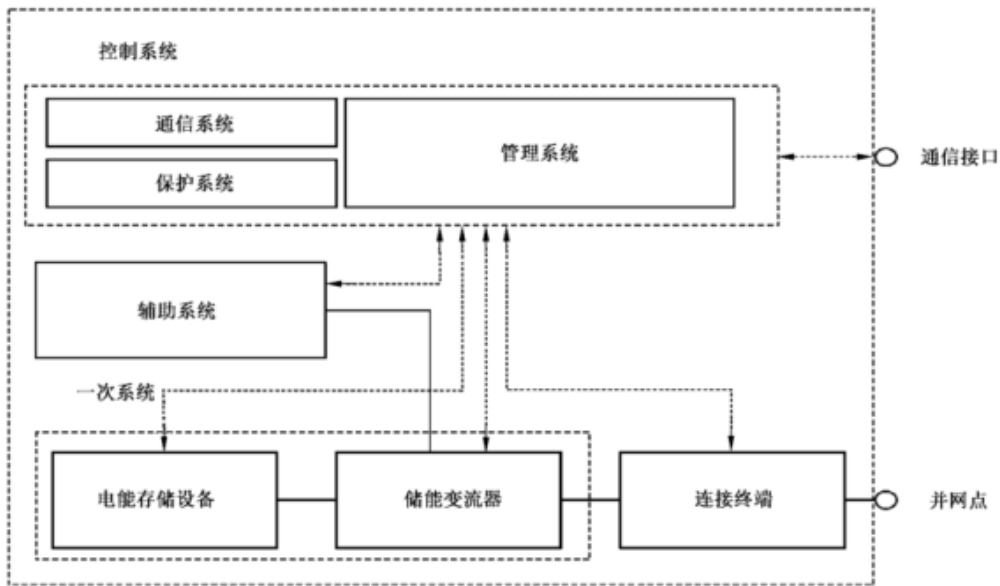 控制系统
通信系统
管理系统
保护系统
通信接口
辅助系统
一次系统
电能存储设备
储能变流器
连接终端
并网点